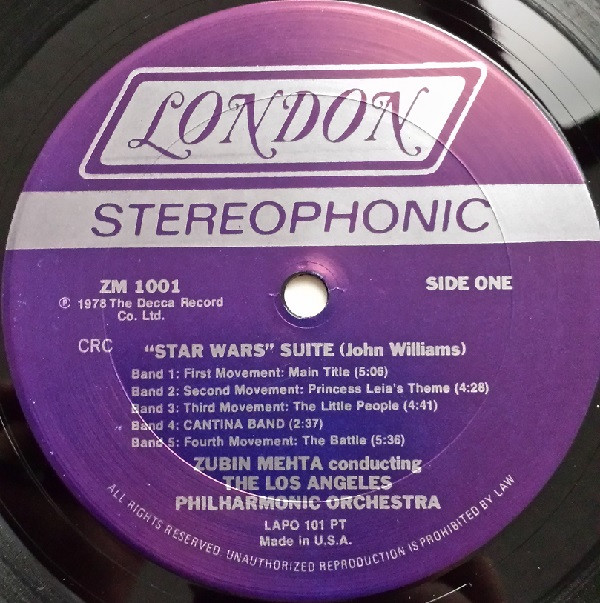 LONDON
STEREOPHONIC
ZM 1001
SIDE ONE
℗ 1978 The Decca Record
Co. Ltd.
CRC
"STAR WARS" SUITE (John Williams)
Band 1: First Movement: Main Title (5:06)
Band 2: Second Movement: Princess Leia's Theme (4:28)
Band 3: Third Movement: The Little People (4:41)
Band 4: CANTINA BAND (2:37)
Band 5: Fourth Movement: The Battle (5:36)
ZUBIN MEHTA conducting
THE LOS ANGELES
PHILHARMONIC ORCHESTRA
LAPO 101 PT
Made in U.S.A.
ALL RIGHTS RESERVED. UNAUTHORIZED REPRODUCTION IS PROHIBITED BY LAW